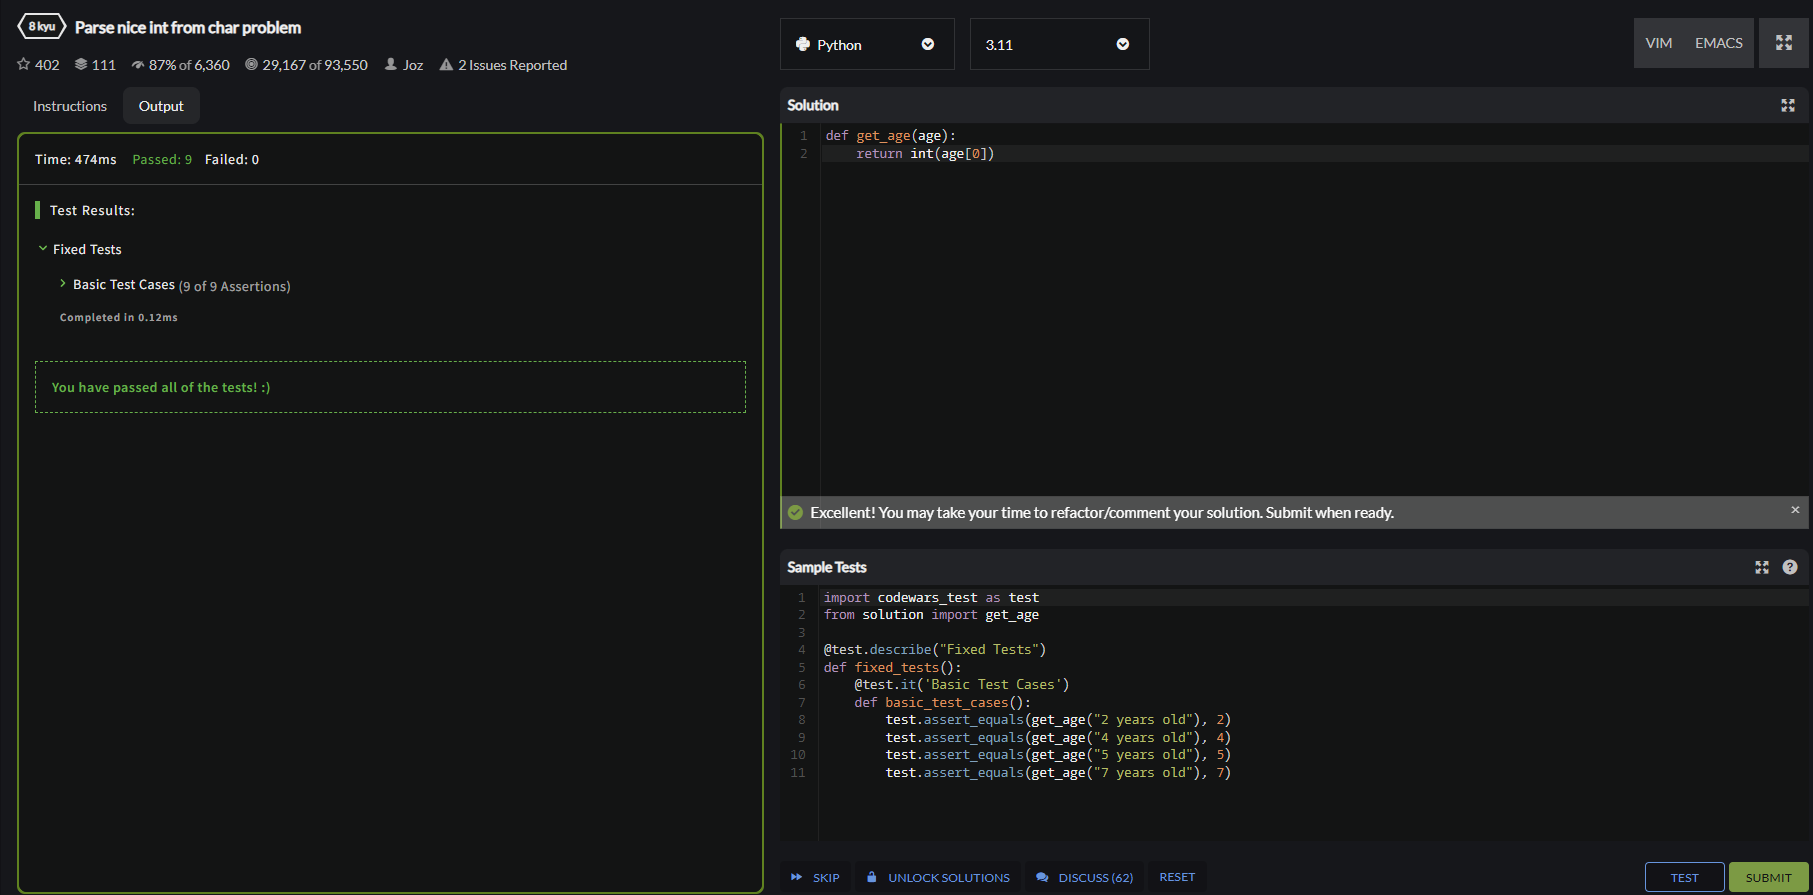 8 kyu Parse nice int from char problem
402 111 87% of 6,360 29,167 of 93,550 Joz 2 Issues Reported
Instructions Output
Time: 474ms Passed: 9 Failed: 0
Test Results:
Fixed Tests
Basic Test Cases (9 of 9 Assertions)
Completed in 0.12ms
You have passed all of the tests! :)
Python 3.11 VIM EMACS
Solution
1 def get_age(age):
2     return int(age[0])
Excellent! You may take your time to refactor/comment your solution. Submit when ready. ×
Sample Tests ?
1 import codewars_test as test
2 from solution import get_age
3
4 @test.describe("Fixed Tests")
5 def fixed_tests():
6     @test.it('Basic Test Cases')
7     def basic_test_cases():
8         test.assert_equals(get_age("2 years old"), 2)
9         test.assert_equals(get_age("4 years old"), 4)
10         test.assert_equals(get_age("5 years old"), 5)
11         test.assert_equals(get_age("7 years old"), 7)
SKIP UNLOCK SOLUTIONS DISCUSS (62) RESET TEST SUBMIT